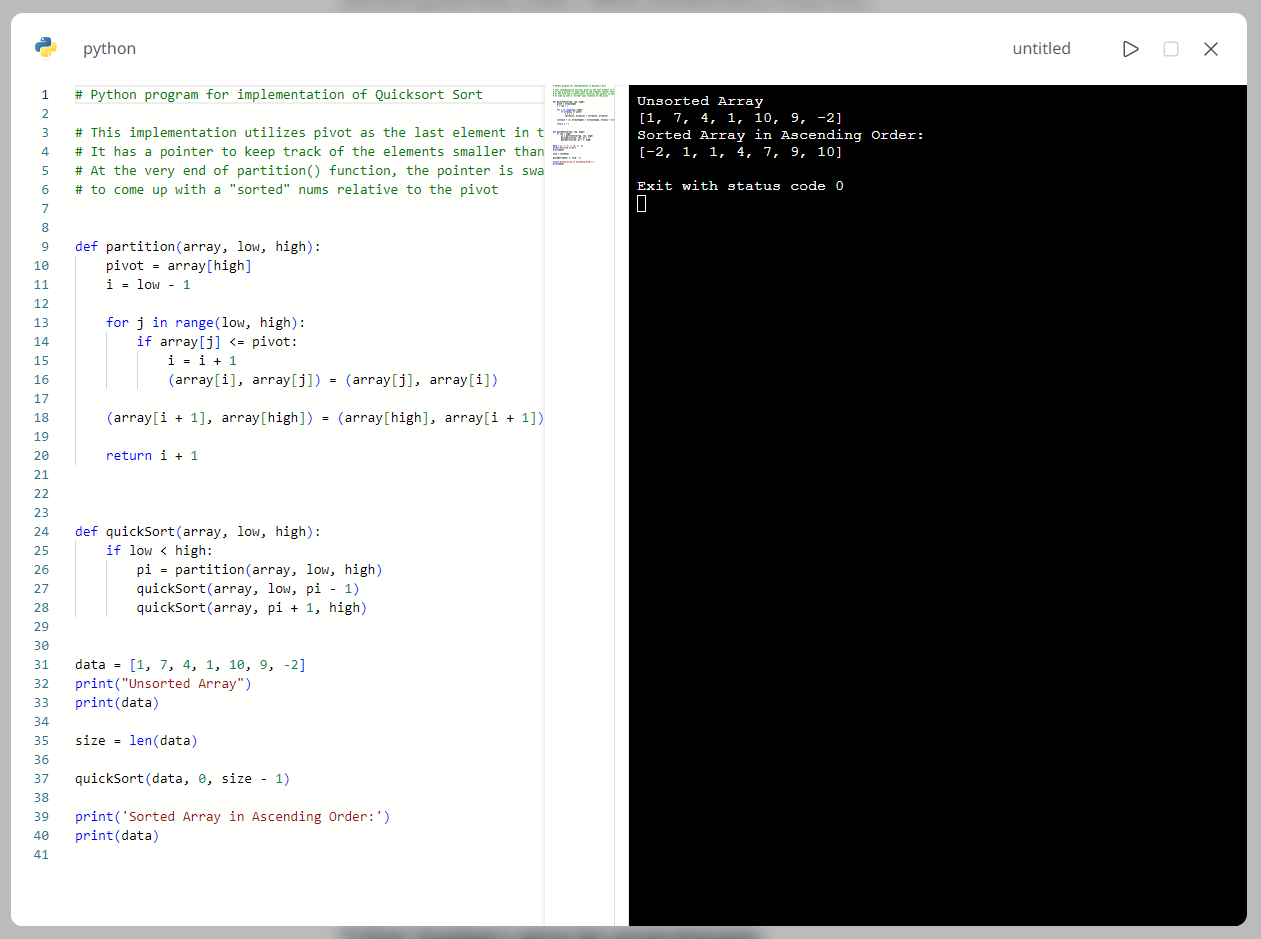 python
untitled
1 # Python program for implementation of Quicksort Sort
2
3 # This implementation utilizes pivot as the last element in t
4 # It has a pointer to keep track of the elements smaller than
5 # At the very end of partition() function, the pointer is swa
6 # to come up with a "sorted" nums relative to the pivot
7
8
9 def partition(array, low, high):
10     pivot = array[high]
11     i = low - 1
12
13     for j in range(low, high):
14         if array[j] <= pivot:
15             i = i + 1
16             (array[i], array[j]) = (array[j], array[i])
17
18     (array[i + 1], array[high]) = (array[high], array[i + 1])
19
20     return i + 1
21
22
23
24 def quickSort(array, low, high):
25     if low < high:
26         pi = partition(array, low, high)
27         quickSort(array, low, pi - 1)
28         quickSort(array, pi + 1, high)
29
30
31 data = [1, 7, 4, 1, 10, 9, -2]
32 print("Unsorted Array")
33 print(data)
34
35 size = len(data)
36
37 quickSort(data, 0, size - 1)
38
39 print('Sorted Array in Ascending Order:')
40 print(data)
41
Unsorted Array
[1, 7, 4, 1, 10, 9, -2]
Sorted Array in Ascending Order:
[-2, 1, 1, 4, 7, 9, 10]
Exit with status code 0